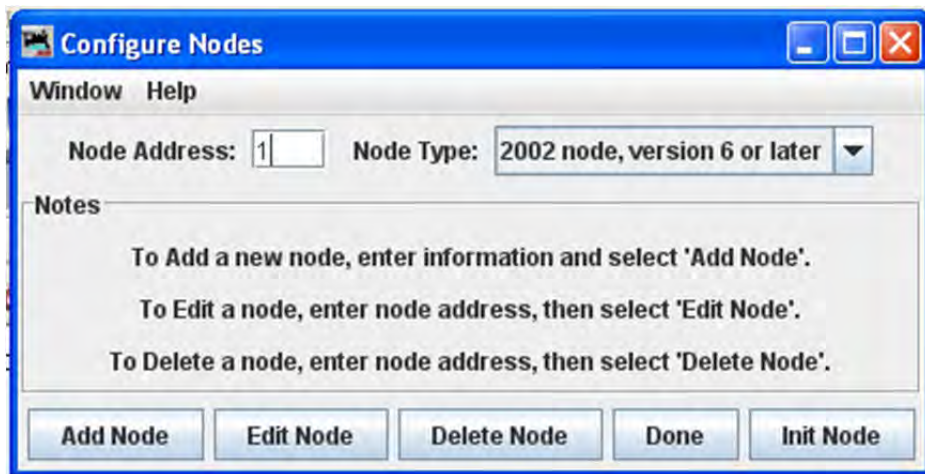 Configure Nodes
Window Help
Node Address: 1 Node Type: 2002 node, version 6 or later
Notes
To Add a new node, enter information and select 'Add Node'.
To Edit a node, enter node address, then select 'Edit Node'.
To Delete a node, enter node address, then select 'Delete Node'.
Add Node Edit Node Delete Node Done Init Node